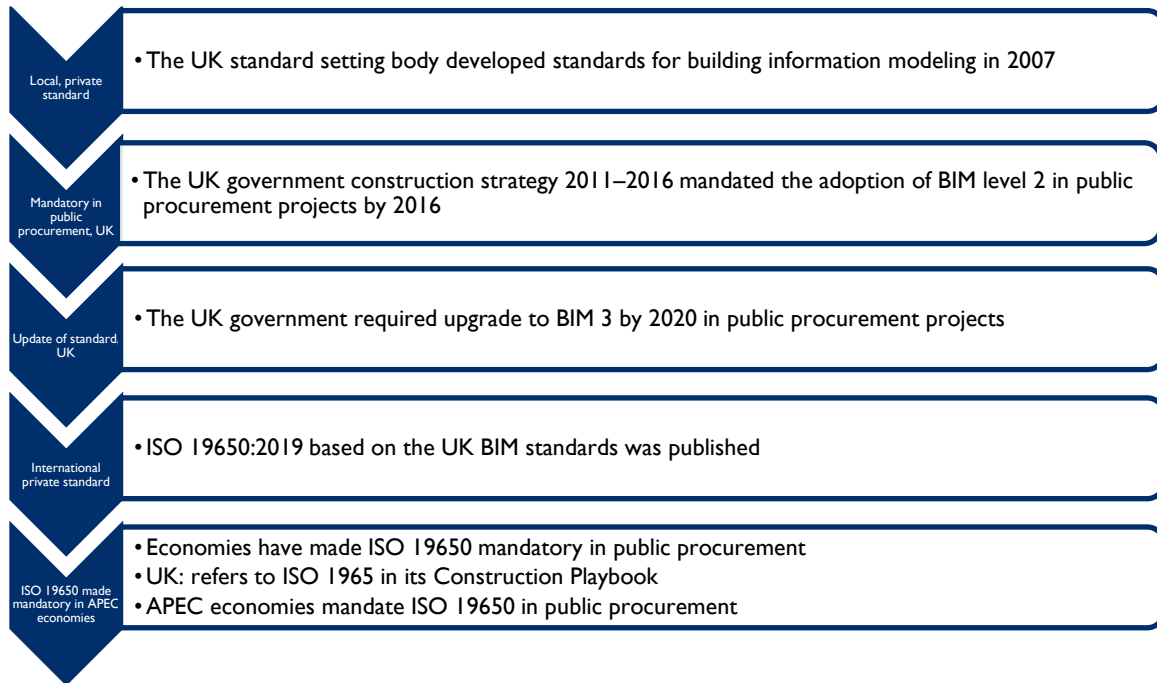 Local, private
standard
• The UK standard setting body developed standards for building information modeling in 2007
Mandatory in
public
procurement, UK
• The UK government construction strategy 2011–2016 mandated the adoption of BIM level 2 in public
procurement projects by 2016
Update of standard,
UK
• The UK government required upgrade to BIM 3 by 2020 in public procurement projects
International
private standard
• ISO 19650:2019 based on the UK BIM standards was published
ISO 19650 made
mandatory in APEC
economies
• Economies have made ISO 19650 mandatory in public procurement
• UK: refers to ISO 1965 in its Construction Playbook
• APEC economies mandate ISO 19650 in public procurement